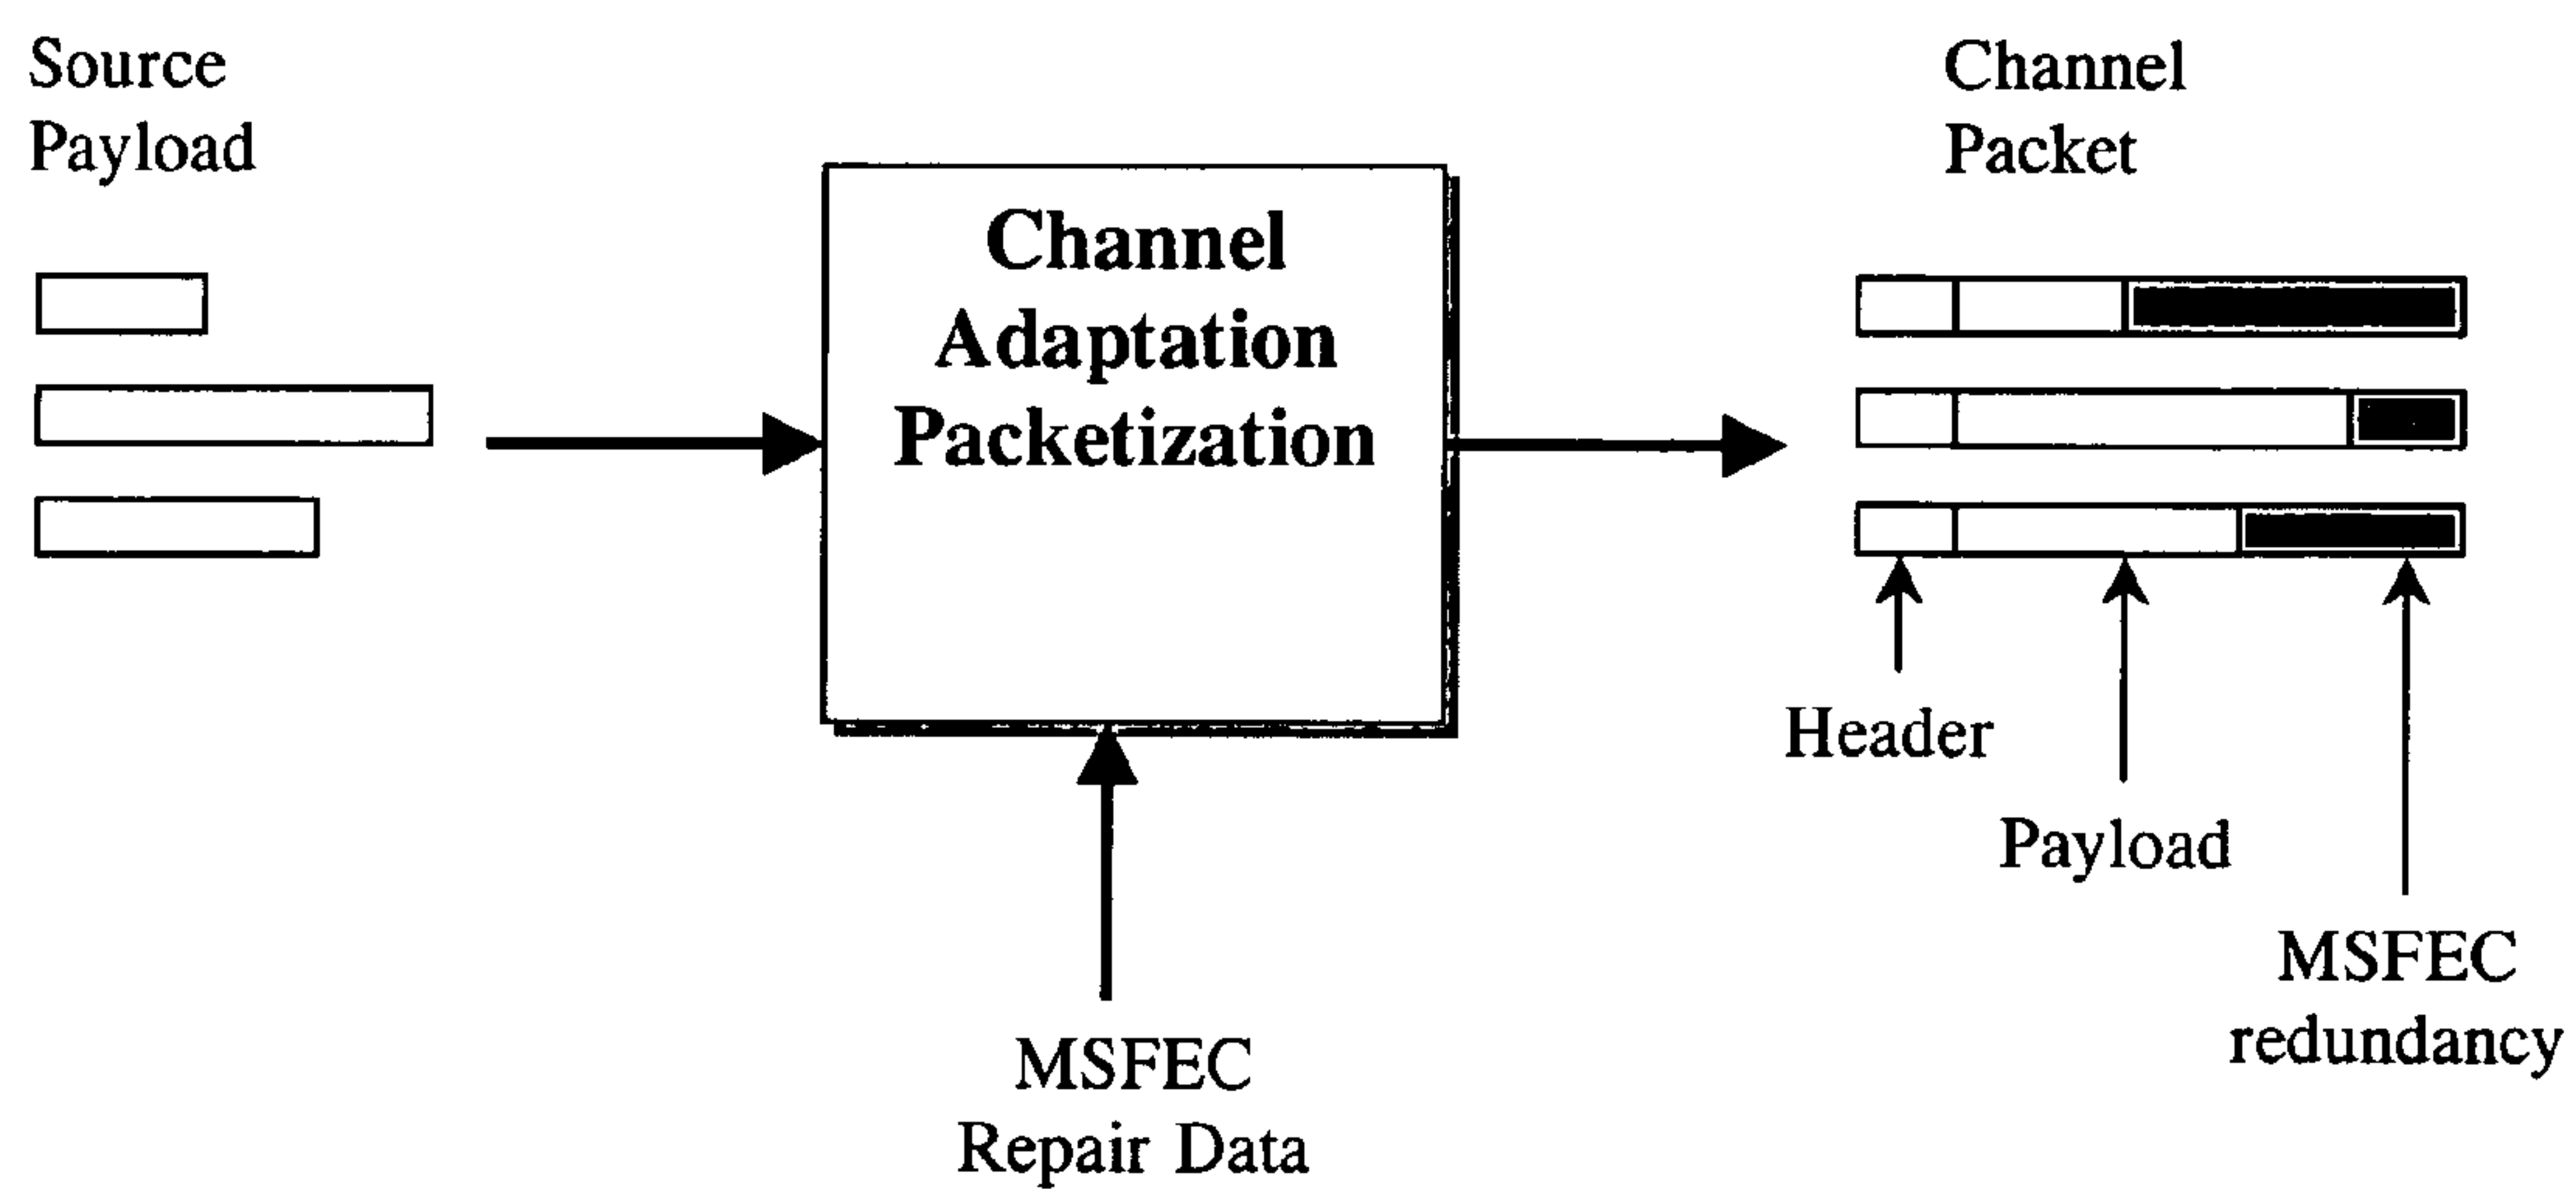 Source
Payload
Channel
Adaptation
Packetization
MSFEC
Repair Data
Channel
Packet
Header
Payload
MSFEC
redundancy